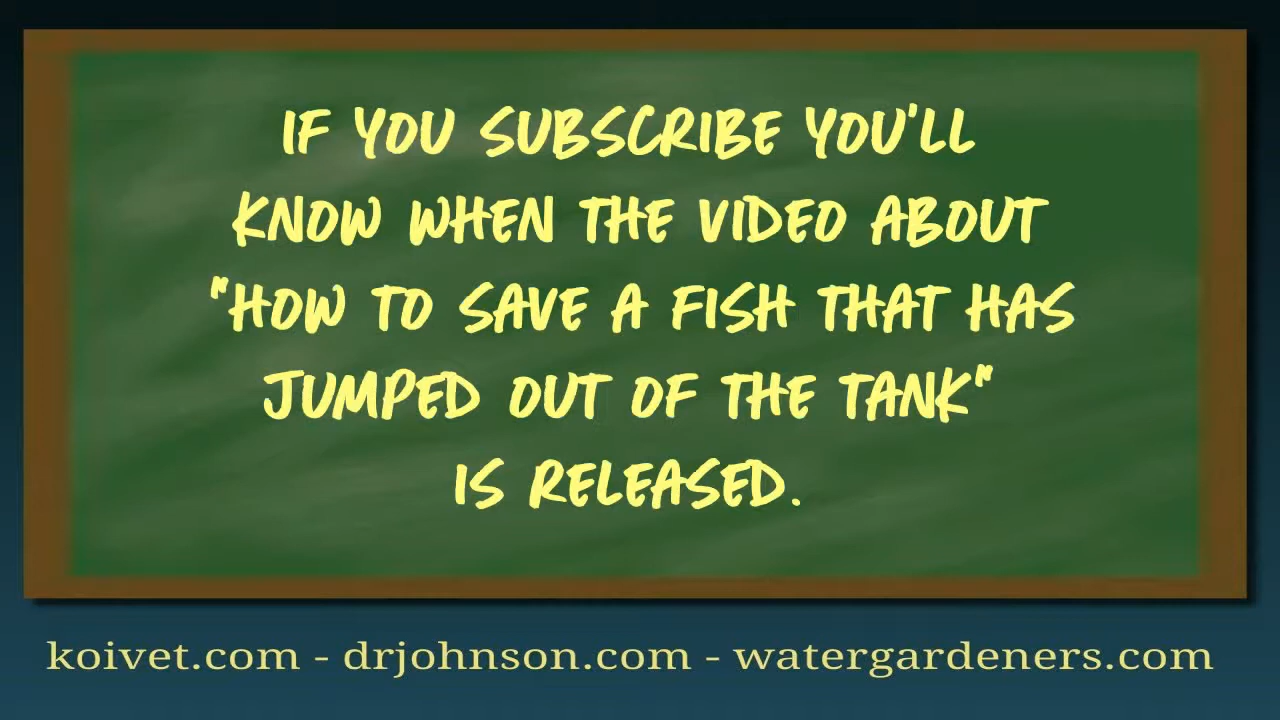 IF YOU SUBSCRIBE YOU'LL
KNOW WHEN THE VIDEO ABOUT
"HOW TO SAVE A FISH THAT HAS
JUMPED OUT OF THE TANK"
IS RELEASED.
koivet.com - drjohnson.com - watergardeners.com